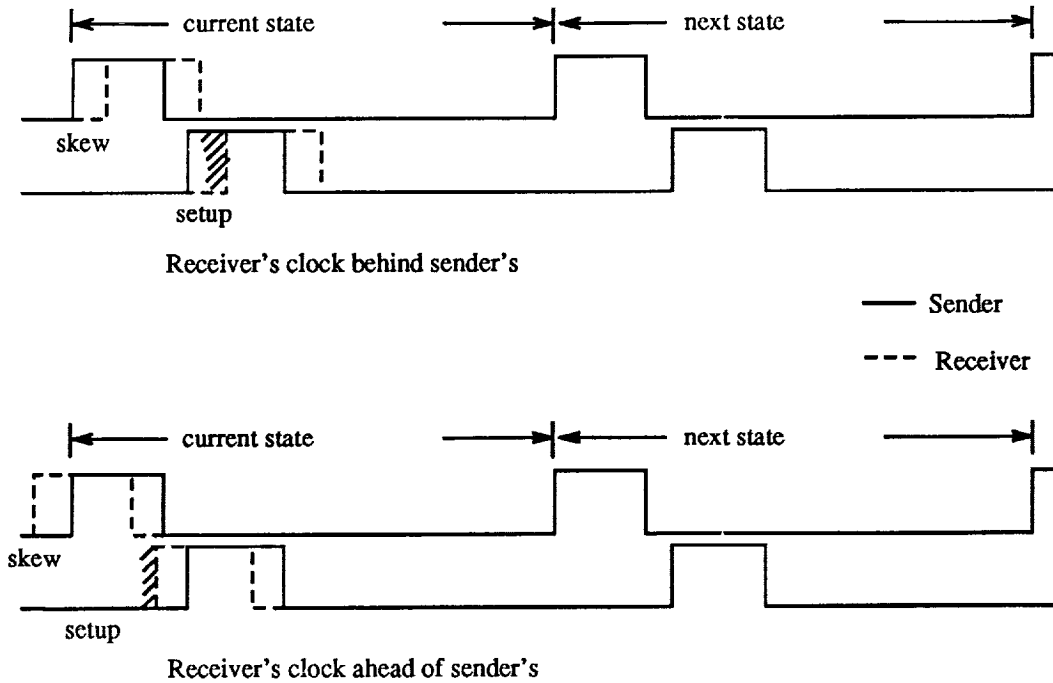 current state
next state
skew
setup
Receiver's clock behind sender's
Sender
Receiver
current state
next state
skew
setup
Receiver's clock ahead of sender's